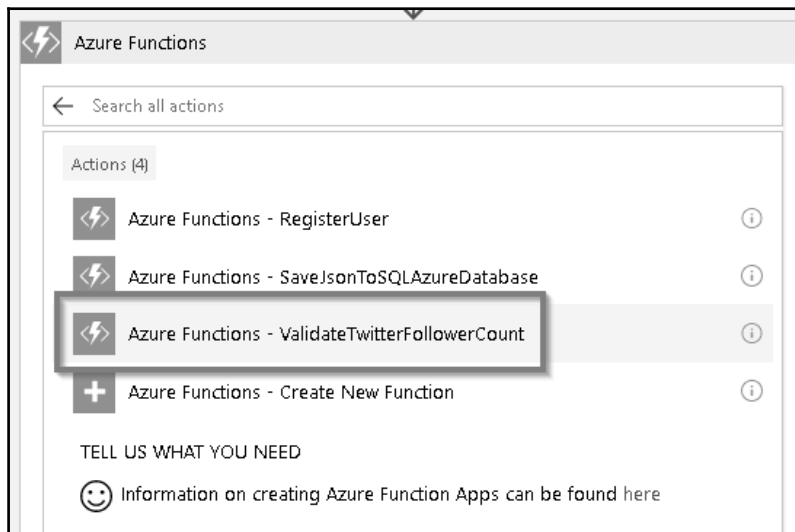 Azure Functions
Search all actions
Actions (4)
Azure Functions - RegisterUser
Azure Functions - SaveJsonToSQLAzureDatabase
Azure Functions - ValidateTwitterFollowerCount
Azure Functions - Create New Function
TELL US WHAT YOU NEED
Information on creating Azure Function Apps can be found here